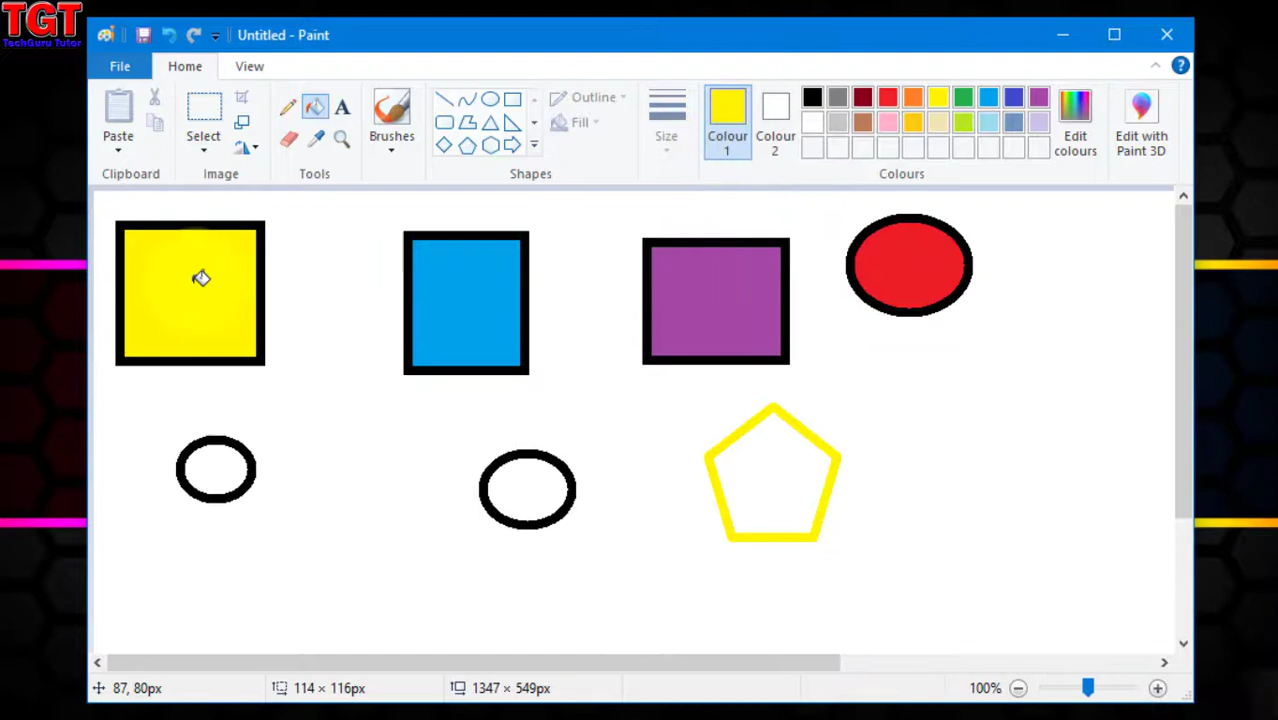 TGT
TechGuru Tutor
Untitled - Paint
File
Home
View
Paste
Clipboard
Select
Image
Tools
Brushes
Outline
Fill
Shapes
Size
Colour
1
Colour
2
Edit
colours
Edit with
Paint 3D
Colours
87, 80px
114 × 116px
1347 × 549px
100%